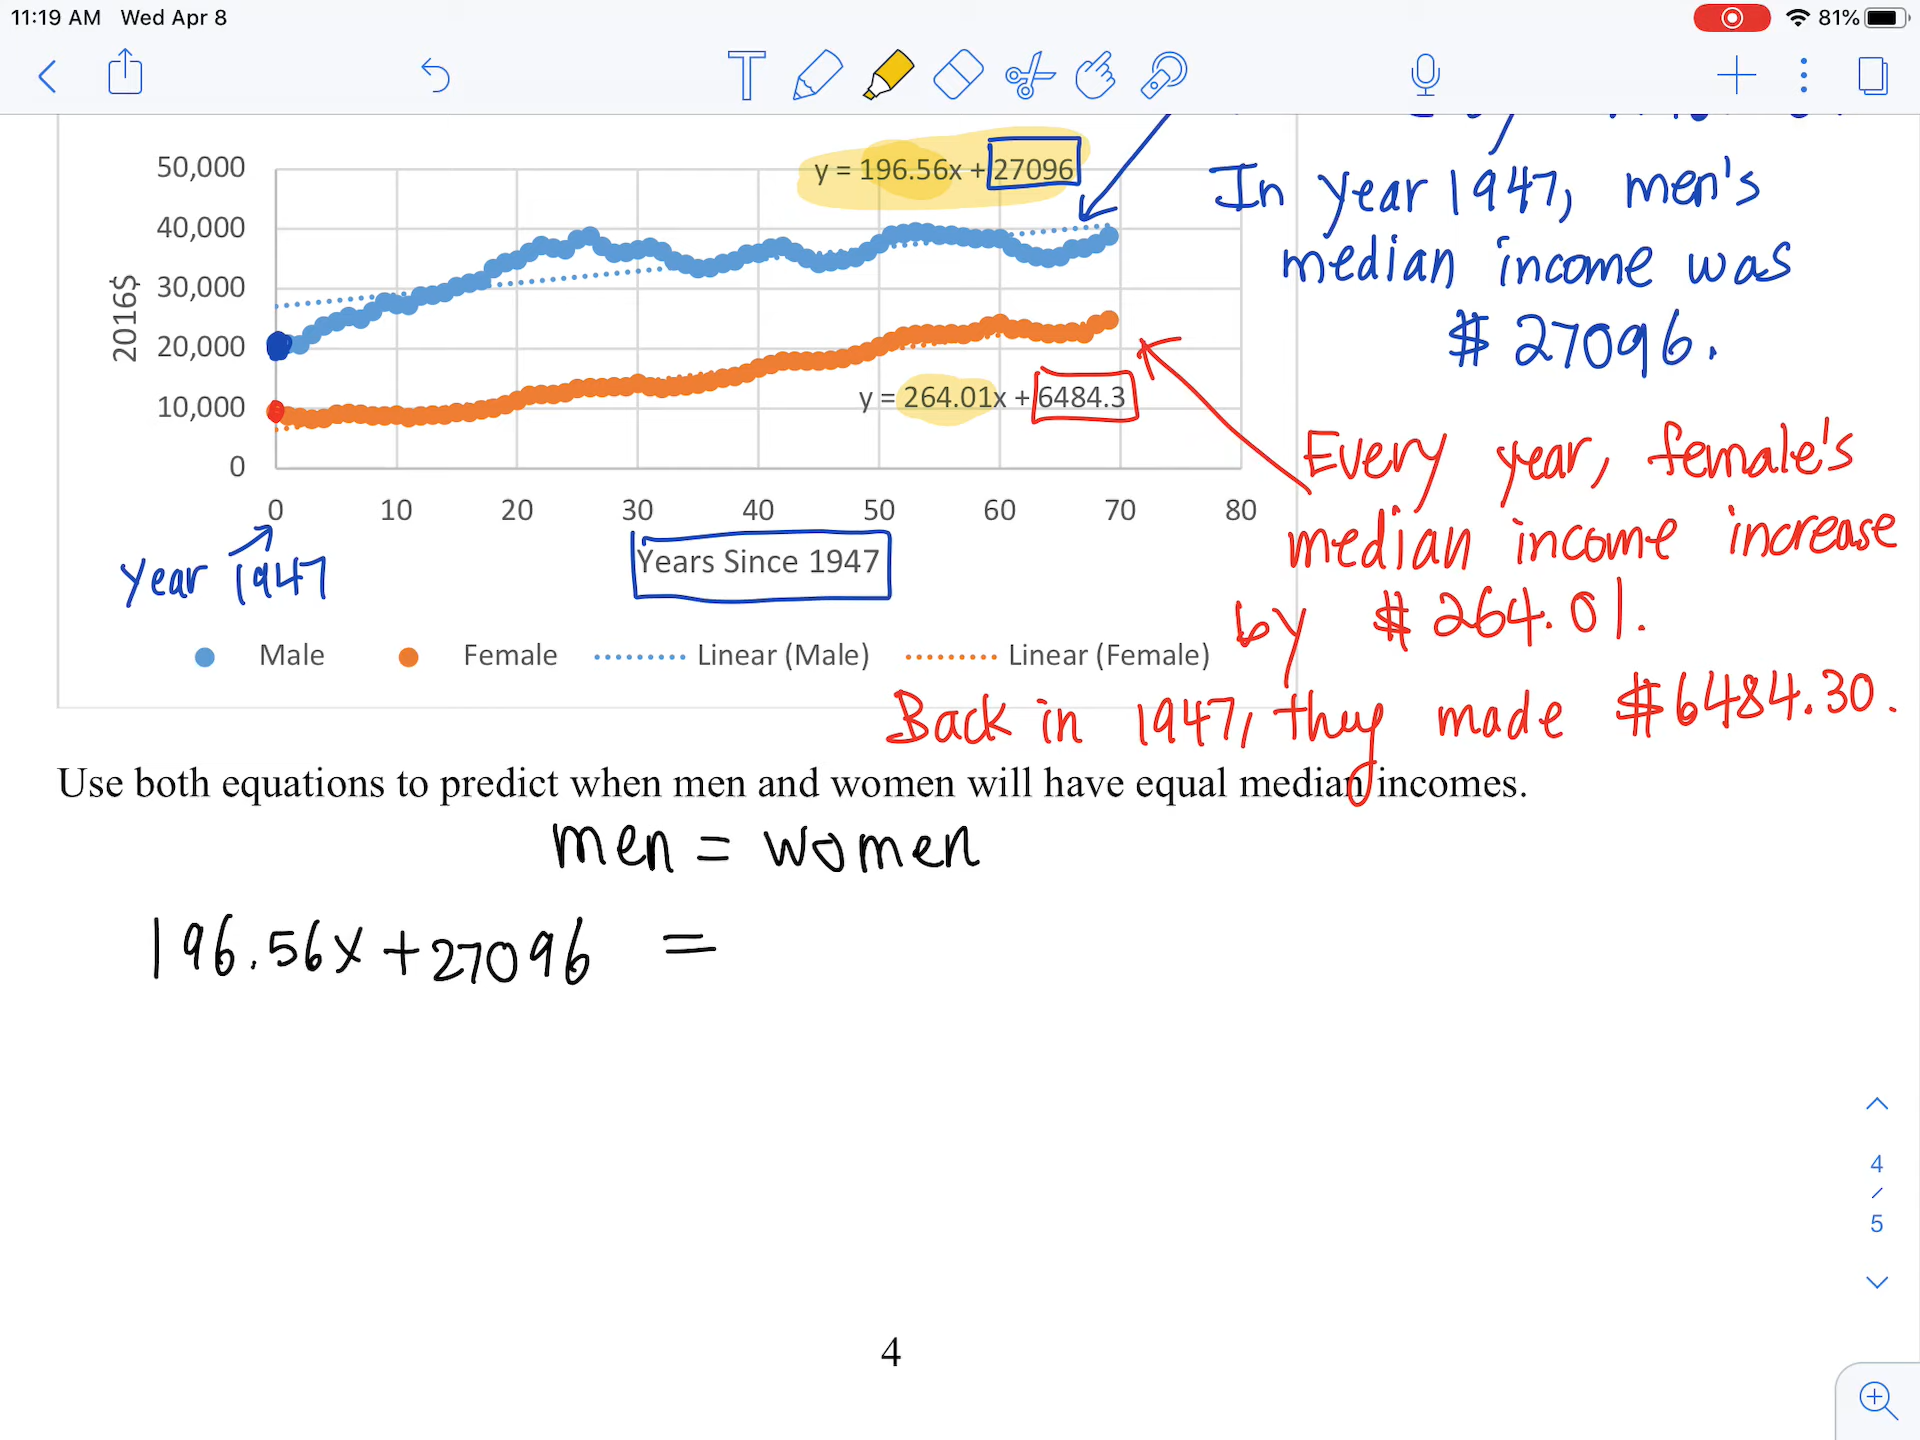 11:19 AM Wed Apr 8
81%
50,000
40,000
30,000
20,000
10,000
0
2016$
y = 196.56x + 27096
y = 264.01x + 6484.3
0 10 20 30 40 50 60 70 80
Years Since 1947
Year 1947
Male Female Linear (Male) Linear (Female)
In year 1947, men's
median income was
$ 27096.
Every year, female's
median income increase
by $ 264.01.
Back in 1947, they made $6484.30.
Use both equations to predict when men and women will have equal median incomes.
men = women
196.56x + 27096 =
4
/
5
4